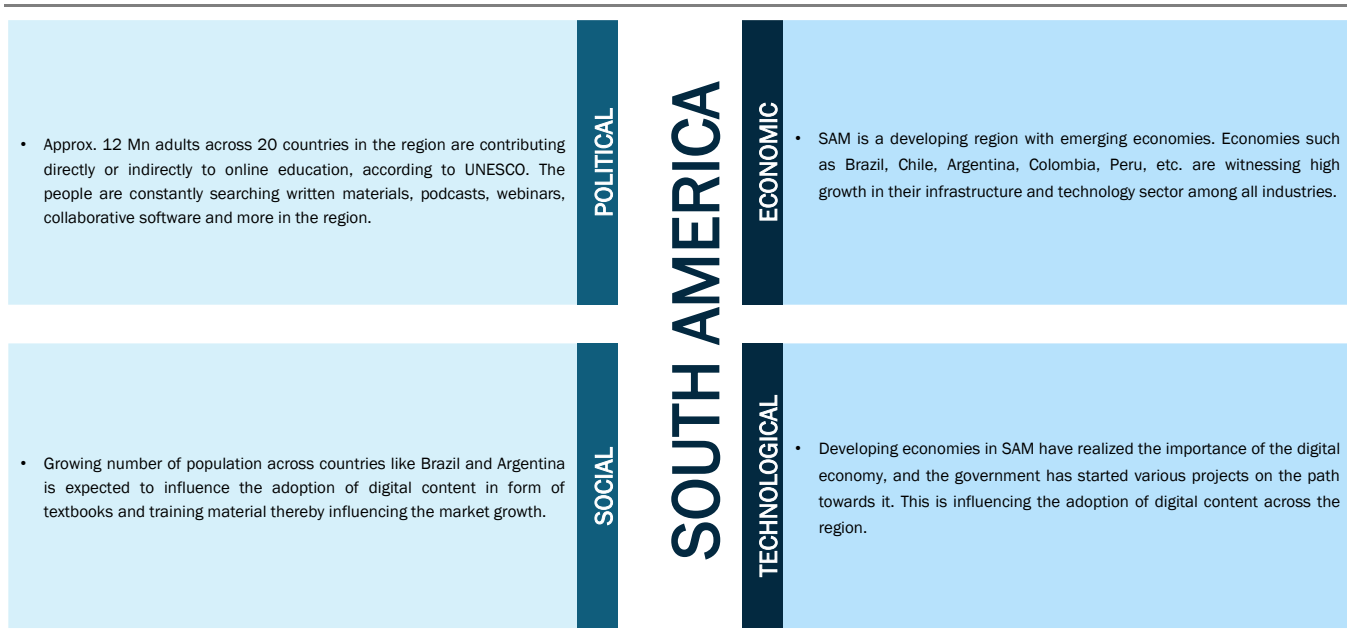 • Approx. 12 Mn adults across 20 countries in the region are contributing
directly or indirectly to online education, according to UNESCO. The
people are constantly searching written materials, podcasts, webinars,
collaborative software and more in the region.
POLITICAL
SOUTH AMERICA
ECONOMIC
• SAM is a developing region with emerging economies. Economies such
as Brazil, Chile, Argentina, Colombia, Peru, etc. are witnessing high
growth in their infrastructure and technology sector among all industries.
• Growing number of population across countries like Brazil and Argentina
is expected to influence the adoption of digital content in form of
textbooks and training material thereby influencing the market growth.
SOCIAL
TECHNOLOGICAL
• Developing economies in SAM have realized the importance of the digital
economy, and the government has started various projects on the path
towards it. This is influencing the adoption of digital content across the
region.